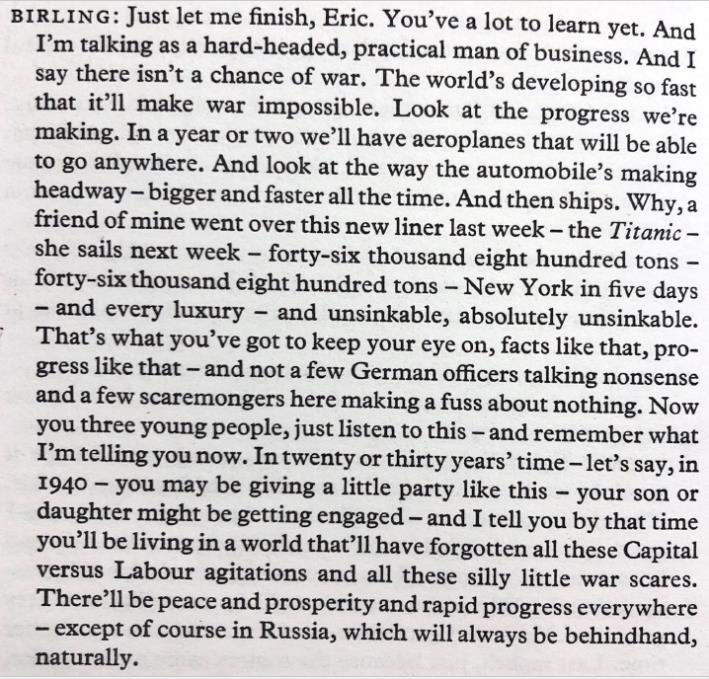 BIRLING: Just let me finish, Eric. You've a lot to learn yet. And
I'm talking as a hard-headed, practical man of business. And I
say there isn't a chance of war. The world's developing so fast
that it'll make war impossible. Look at the progress we're
making. In a year or two we'll have aeroplanes that will be able
to go anywhere. And look at the way the automobile's making
headway – bigger and faster all the time. And then ships. Why, a
friend of mine went over this new liner last week – the Titanic –
she sails next week – forty-six thousand eight hundred tons –
forty-six thousand eight hundred tons – New York in five days
– and every luxury – and unsinkable, absolutely unsinkable.
That's what you've got to keep your eye on, facts like that, pro-
gress like that – and not a few German officers talking nonsense
and a few scaremongers here making a fuss about nothing. Now
you three young people, just listen to this – and remember what
I'm telling you now. In twenty or thirty years' time – let's say, in
1940 – you may be giving a little party like this – your son or
daughter might be getting engaged – and I tell you by that time
you'll be living in a world that'll have forgotten all these Capital
versus Labour agitations and all these silly little war scares.
There'll be peace and prosperity and rapid progress everywhere
– except of course in Russia, which will always be behindhand,
naturally.